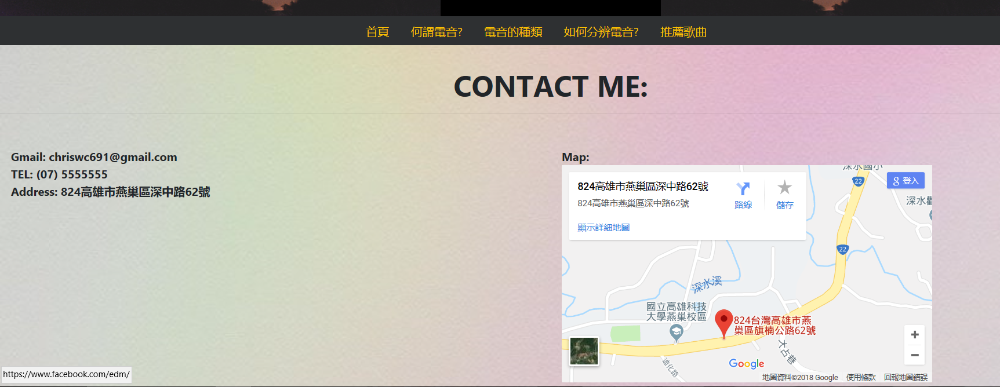 首頁 何謂電音? 電音的種類 如何分辨電音? 推薦歌曲
CONTACT ME:
Gmail: chriswc691@gmail.com
TEL: (07) 5555555
Address: 824高雄市燕巢區深中路62號
Map:
824高雄市燕巢區深中路62號
824高雄市燕巢區深中路62號
顯示詳細地圖
路線
儲存
深水國小
22
登入
深水觀
22
深水溪
國立高雄科技
大學燕巢校區
824台灣高雄市燕
巢區旗楠公路62號
大占巷
迪化路
Google
地圖資料©2018 Google 使用條款 回報地圖錯誤
https://www.facebook.com/edm/